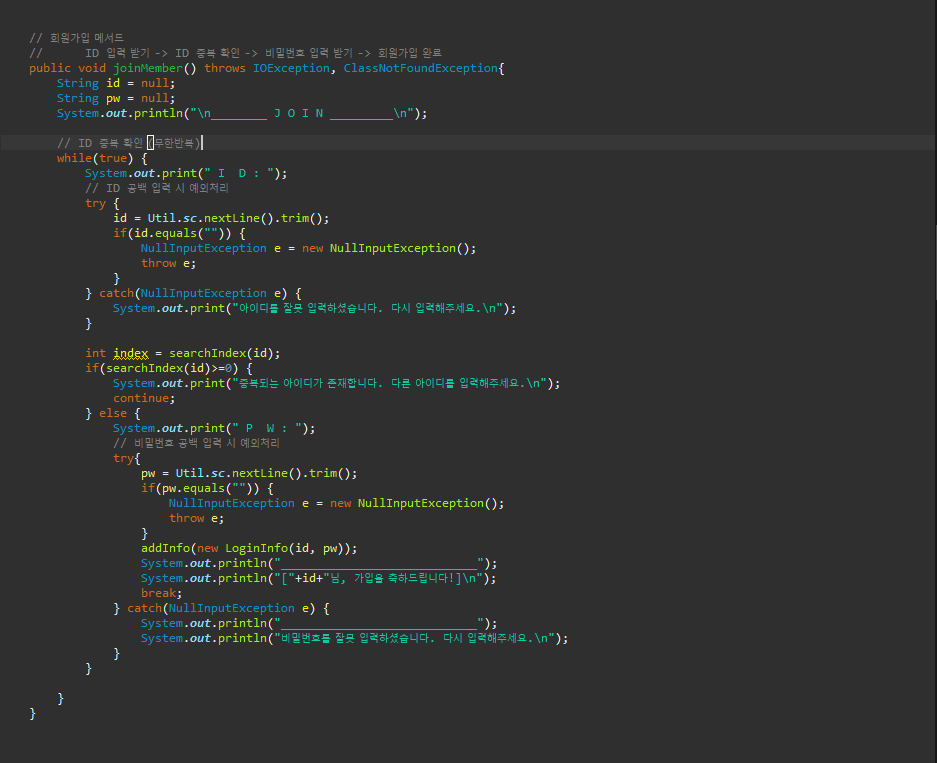 // 회원가입 메서드
//      ID 입력 받기 -> ID 중복 확인 -> 비밀번호 입력 받기 -> 회원가입 완료
public void joinMember() throws IOException, ClassNotFoundException{
    String id = null;
    String pw = null;
    System.out.println("\n________ J O I N _________\n");
    // ID 중복 확인 (무한반복)
    while(true) {
        System.out.print(" I  D : ");
        // ID 공백 입력 시 예외처리
        try {
            id = Util.sc.nextLine().trim();
            if(id.equals("")) {
                NullInputException e = new NullInputException();
                throw e;
            }
        } catch(NullInputException e) {
            System.out.print("아이디를 잘못 입력하셨습니다. 다시 입력해주세요.\n");
        }
        int index = searchIndex(id);
        if(searchIndex(id)>=0) {
            System.out.print("중복되는 아이디가 존재합니다. 다른 아이디를 입력해주세요.\n");
            continue;
        } else {
            System.out.print(" P  W : ");
            // 비밀번호 공백 입력 시 예외처리
            try{
                pw = Util.sc.nextLine().trim();
                if(pw.equals("")) {
                    NullInputException e = new NullInputException();
                    throw e;
                }
                addInfo(new LoginInfo(id, pw));
                System.out.println("____________________________");
                System.out.println("["+id+"님, 가입을 축하드립니다!]\n");
                break;
            } catch(NullInputException e) {
                System.out.println("____________________________");
                System.out.println("비밀번호를 잘못 입력하셨습니다. 다시 입력해주세요.\n");
            }
        }
    }
}